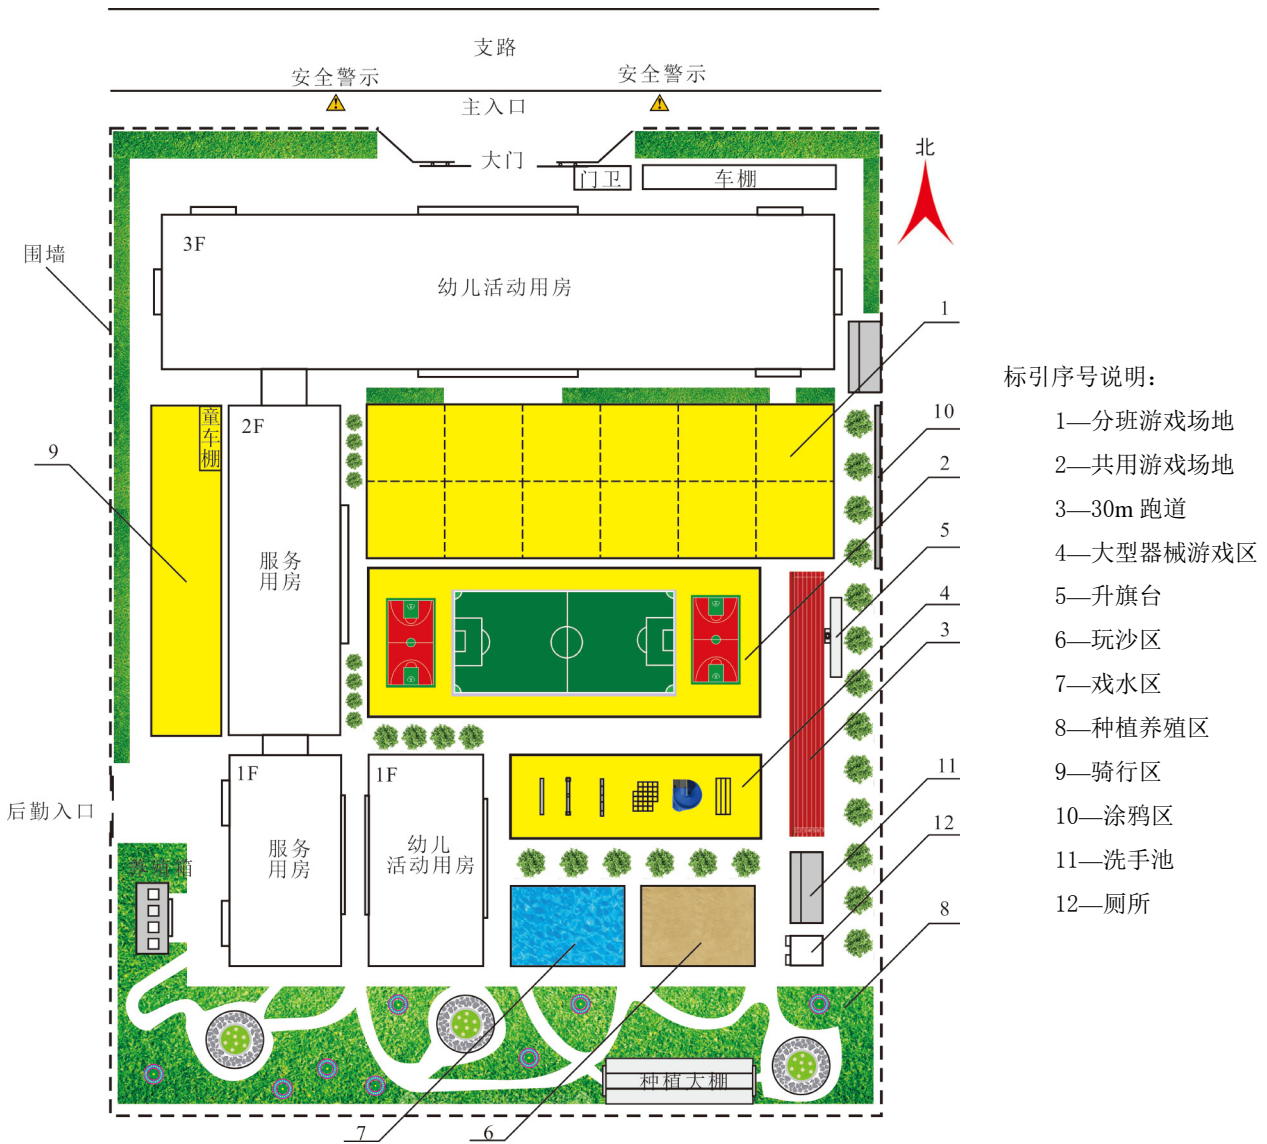 支路
安全警示
安全警示
主入口
大门
门卫
车棚
北
3F
幼儿活动用房
围墙
1
标引序号说明：
1—分班游戏场地
2—共用游戏场地
3—30m 跑道
4—大型器械游戏区
5—升旗台
6—玩沙区
7—戏水区
8—种植养殖区
9—骑行区
10—涂鸦区
11—洗手池
12—厕所
童车棚
2F
10
9
2
5
服务
用房
4
3
1F
1F
11
后勤入口
12
服务
用房
幼儿
活动用房
8
种植大棚
7
6